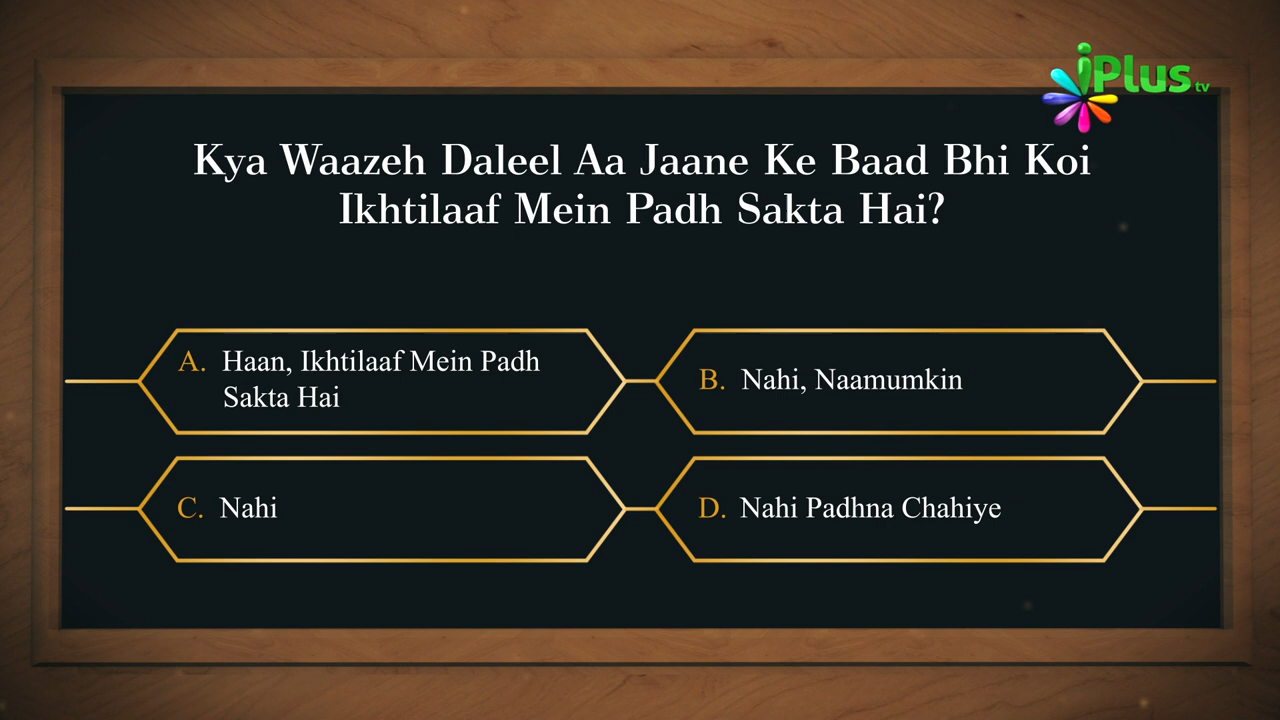 iPlus tv
Kya Waazeh Daleel Aa Jaane Ke Baad Bhi Koi
Ikhtilaaf Mein Padh Sakta Hai?
A. Haan, Ikhtilaaf Mein Padh
Sakta Hai
B. Nahi, Naamumkin
C. Nahi
D. Nahi Padhna Chahiye